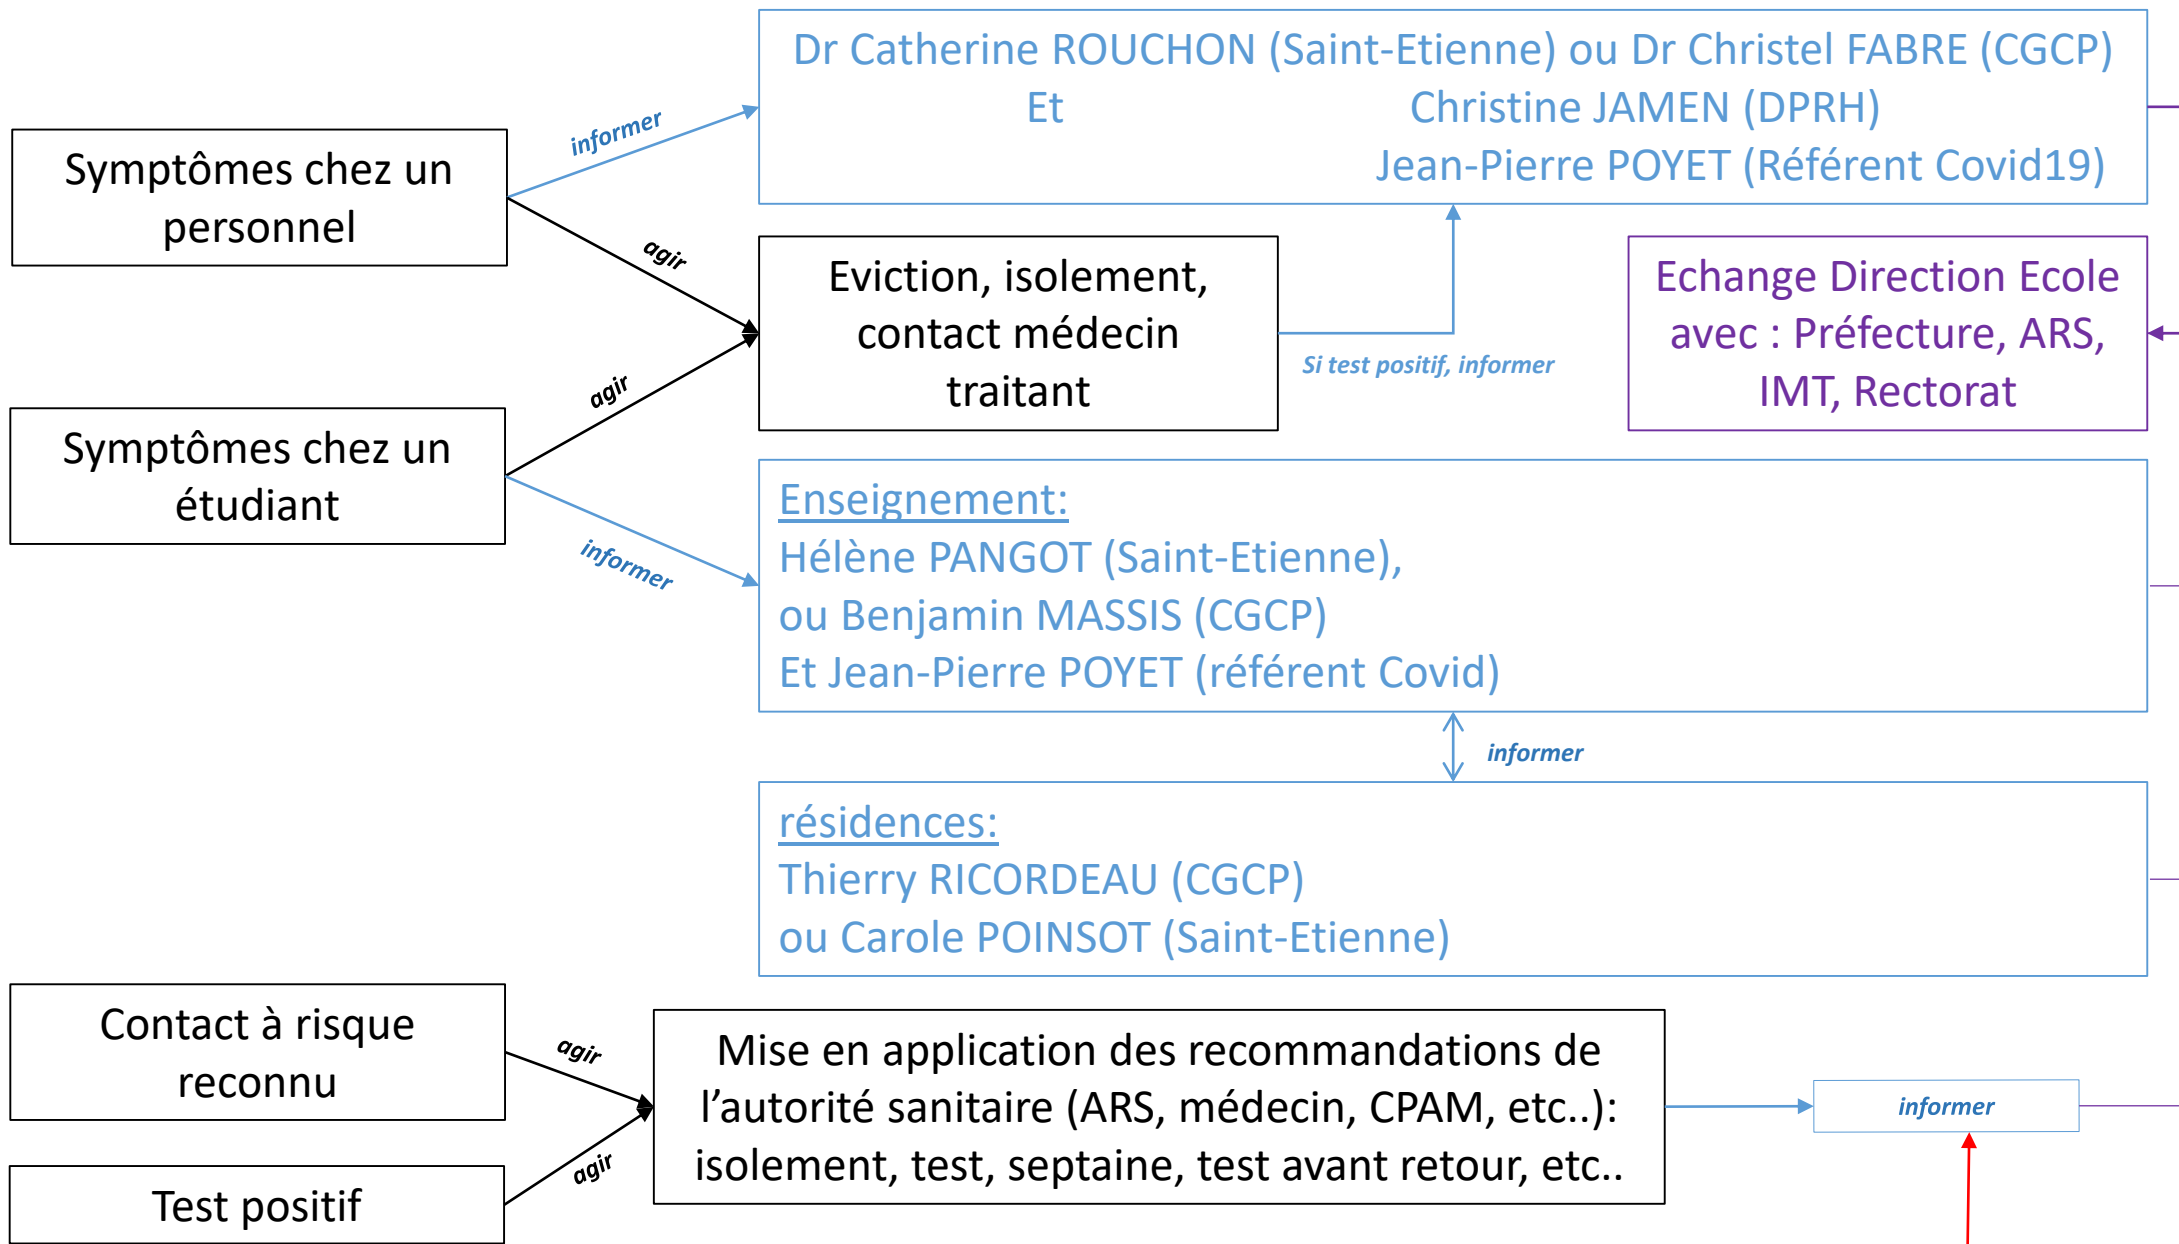 Dr Catherine ROUCHON (Saint-Etienne) ou Dr Christel FABRE (CGCP)
Et Christine JAMEN (DPRH)
Jean-Pierre POYET (Référent Covid19)
informer
Symptômes chez un
personnel
agir
Eviction, isolement,
contact médecin
traitant
Si test positif, informer
Echange Direction Ecole
avec : Préfecture, ARS,
IMT, Rectorat
agir
Symptômes chez un
étudiant
informer
Enseignement:
Hélène PANGOT (Saint-Etienne),
ou Benjamin MASSIS (CGCP)
Et Jean-Pierre POYET (référent Covid)
informer
résidences:
Thierry RICORDEAU (CGCP)
ou Carole POINSOT (Saint-Etienne)
Contact à risque
reconnu
agir
Mise en application des recommandations de
l’autorité sanitaire (ARS, médecin, CPAM, etc..):
isolement, test, septaine, test avant retour, etc..
informer
agir
Test positif